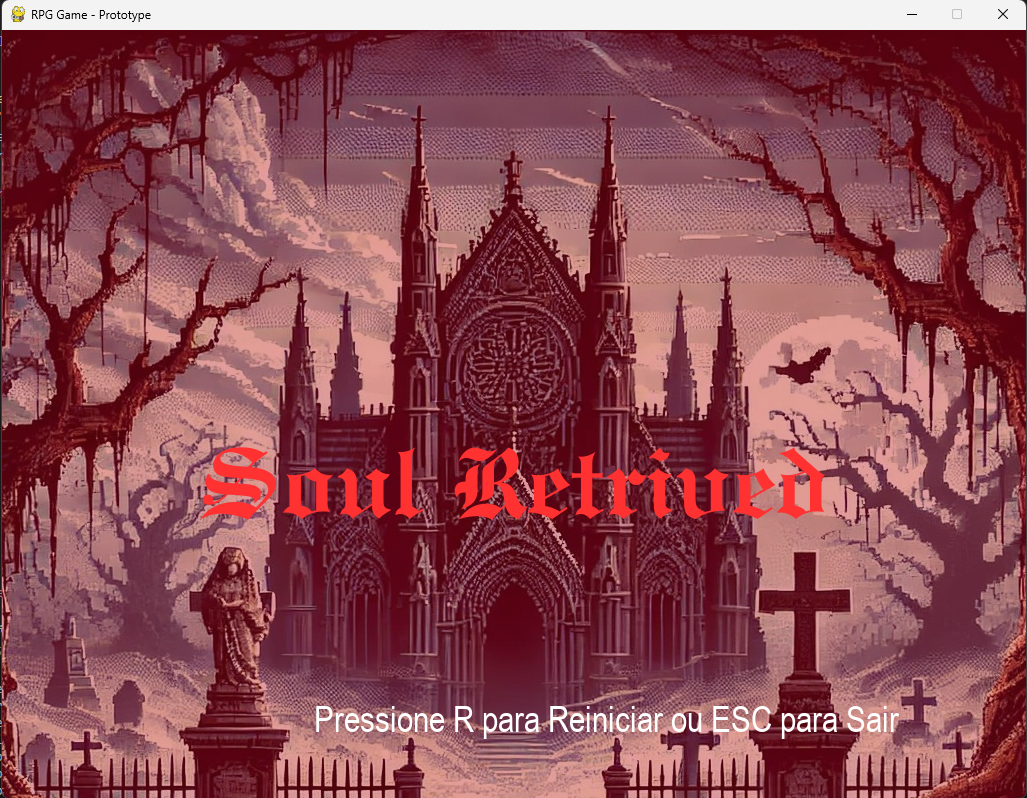 RPG Game - Prototype
Soul Retrived
Pressione R para Reiniciar ou ESC para Sair